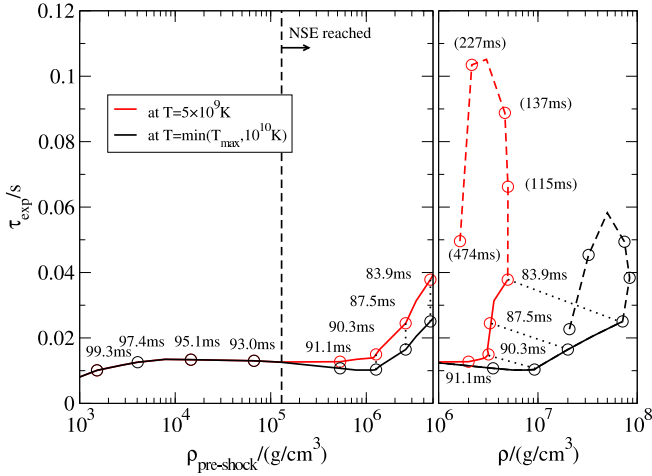 0.12
0.1
0.08
0.06
0.04
0.02
0
τexp/s
NSE reached
at T=5×10⁹K
at T=min(Tmax,10¹⁰K)
99.3ms
97.4ms
95.1ms
93.0ms
91.1ms
90.3ms
87.5ms
83.9ms
10³
10⁴
10⁵
10⁶
ρpre-shock/(g/cm³)
(227ms)
(137ms)
(115ms)
(474ms)
83.9ms
87.5ms
90.3ms
91.1ms
10⁶
10⁷
10⁸
ρ/(g/cm³)